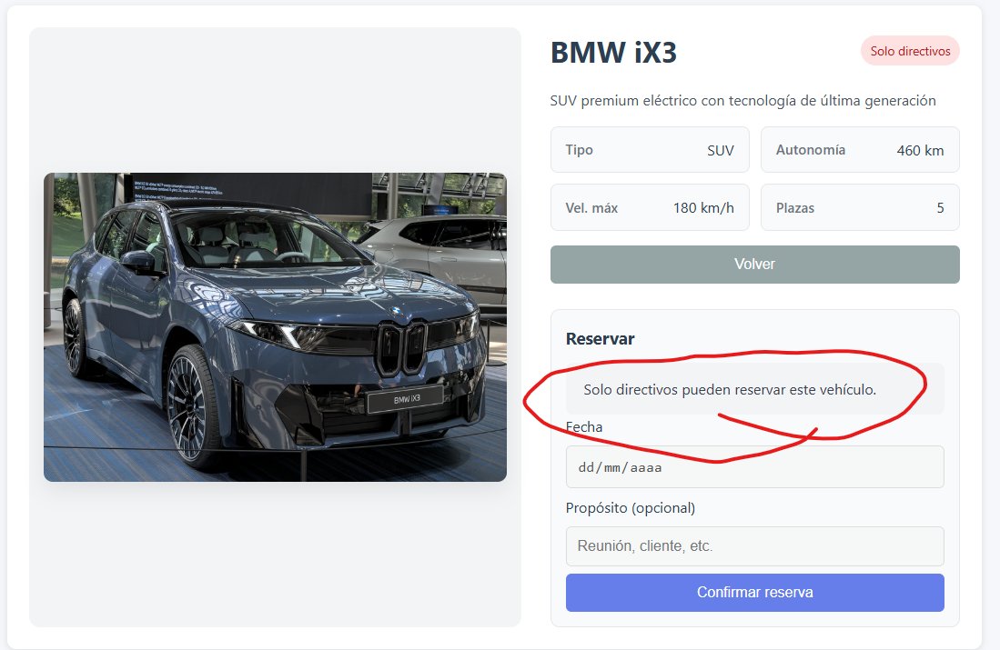 BMW iX3
Solo directivos
SUV premium eléctrico con tecnología de última generación
Tipo SUV
Autonomía 460 km
Vel. máx 180 km/h
Plazas 5
Volver
Reservar
Solo directivos pueden reservar este vehículo.
Fecha
dd/mm/aaaa
Propósito (opcional)
Reunión, cliente, etc.
Confirmar reserva
BMW iX3